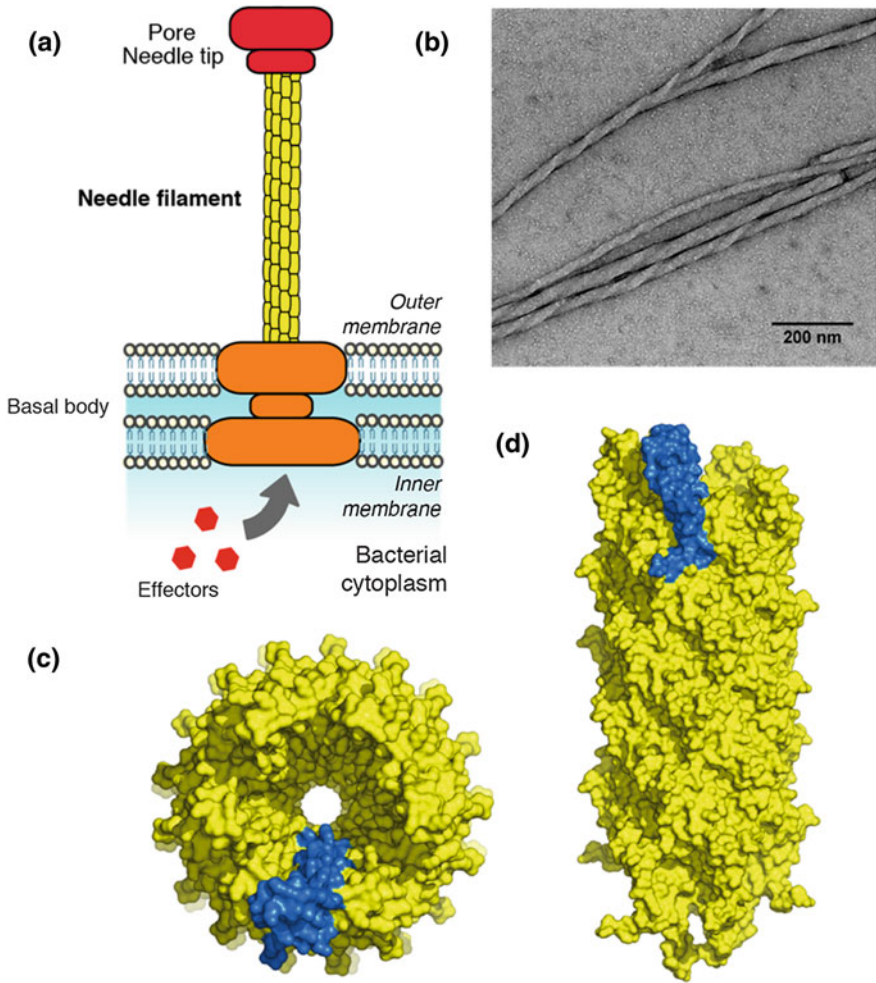 (a)
Pore
Needle tip
Needle filament
Outer
membrane
Basal body
Inner
membrane
Effectors
Bacterial
cytoplasm
(b)
200 nm
(c)
(d)